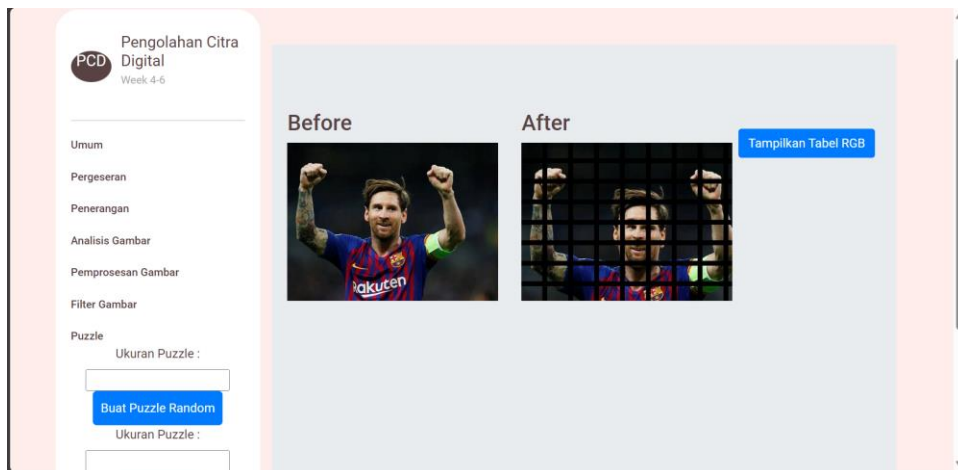 PCD
Pengolahan Citra
Digital
Week 4-6
Umum
Pergeseran
Penerangan
Analisis Gambar
Pemprosesan Gambar
Filter Gambar
Puzzle
Ukuran Puzzle :
Buat Puzzle Random
Ukuran Puzzle :
Before
After
Tampilkan Tabel RGB
Rakuten